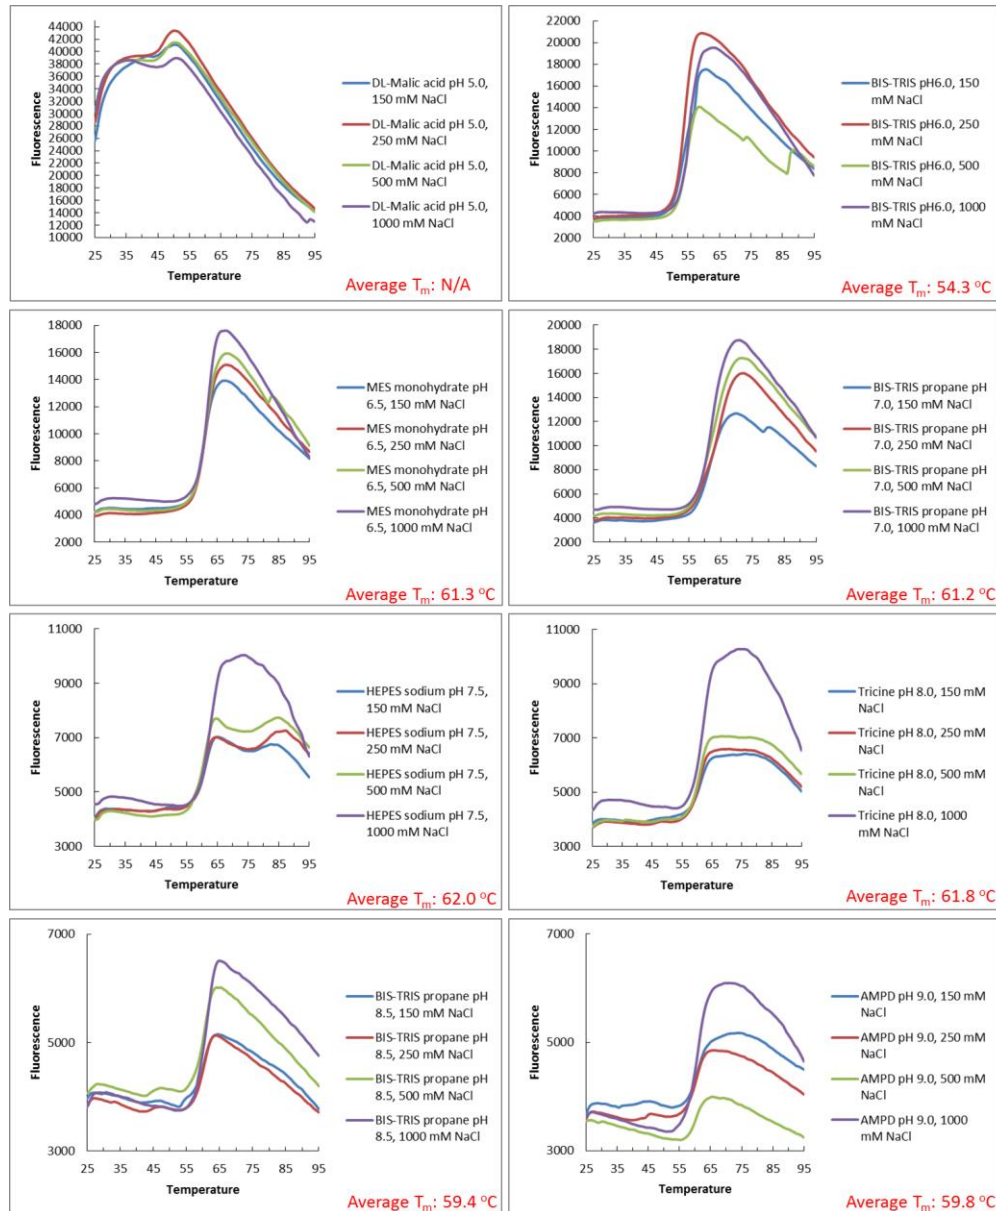 44000
42000
40000
38000
36000
34000
32000
30000
28000
26000
24000
22000
20000
18000
16000
14000
12000
10000
Fluorescence
25 35 45 55 65 75 85 95
Temperature
DL-Malic acid pH 5.0,
150 mM NaCl
DL-Malic acid pH 5.0,
250 mM NaCl
DL-Malic acid pH 5.0,
500 mM NaCl
DL-Malic acid pH 5.0,
1000 mM NaCl
Average Tm: N/A
22000
20000
18000
16000
14000
12000
10000
8000
6000
4000
2000
Fluorescence
25 35 45 55 65 75 85 95
Temperature
BIS-TRIS pH6.0, 150
mM NaCl
BIS-TRIS pH6.0, 250
mM NaCl
BIS-TRIS pH6.0, 500
mM NaCl
BIS-TRIS pH6.0, 1000
mM NaCl
Average Tm: 54.3 °C
18000
16000
14000
12000
10000
8000
6000
4000
2000
Fluorescence
25 35 45 55 65 75 85 95
Temperature
MES monohydrate pH
6.5, 150 mM NaCl
MES monohydrate pH
6.5, 250 mM NaCl
MES monohydrate pH
6.5, 500 mM NaCl
MES monohydrate pH
6.5, 1000 mM NaCl
Average Tm: 61.3 °C
20000
18000
16000
14000
12000
10000
8000
6000
4000
2000
Fluorescence
25 35 45 55 65 75 85 95
Temperature
BIS-TRIS propane pH
7.0, 150 mM NaCl
BIS-TRIS propane pH
7.0, 250 mM NaCl
BIS-TRIS propane pH
7.0, 500 mM NaCl
BIS-TRIS propane pH
7.0, 1000 mM NaCl
Average Tm: 61.2 °C
11000
9000
7000
5000
3000
Fluorescence
25 35 45 55 65 75 85 95
Temperature
HEPES sodium pH 7.5,
150 mM NaCl
HEPES sodium pH 7.5,
250 mM NaCl
HEPES sodium pH 7.5,
500 mM NaCl
HEPES sodium pH 7.5,
1000 mM NaCl
Average Tm: 62.0 °C
11000
9000
7000
5000
3000
Fluorescence
25 35 45 55 65 75 85 95
Temperature
Tricine pH 8.0, 150 mM
NaCl
Tricine pH 8.0, 250 mM
NaCl
Tricine pH 8.0, 500 mM
NaCl
Tricine pH 8.0, 1000
mM NaCl
Average Tm: 61.8 °C
7000
5000
3000
Fluorescence
25 35 45 55 65 75 85 95
Temperature
BIS-TRIS propane pH
8.5, 150 mM NaCl
BIS-TRIS propane pH
8.5, 250 mM NaCl
BIS-TRIS propane pH
8.5, 500 mM NaCl
BIS-TRIS propane pH
8.5, 1000 mM NaCl
Average Tm: 59.4 °C
7000
5000
3000
Fluorescence
25 35 45 55 65 75 85 95
Temperature
AMPD pH 9.0, 150 mM
NaCl
AMPD pH 9.0, 250 mM
NaCl
AMPD pH 9.0, 500 mM
NaCl
AMPD pH 9.0, 1000
mM NaCl
Average Tm: 59.8 °C